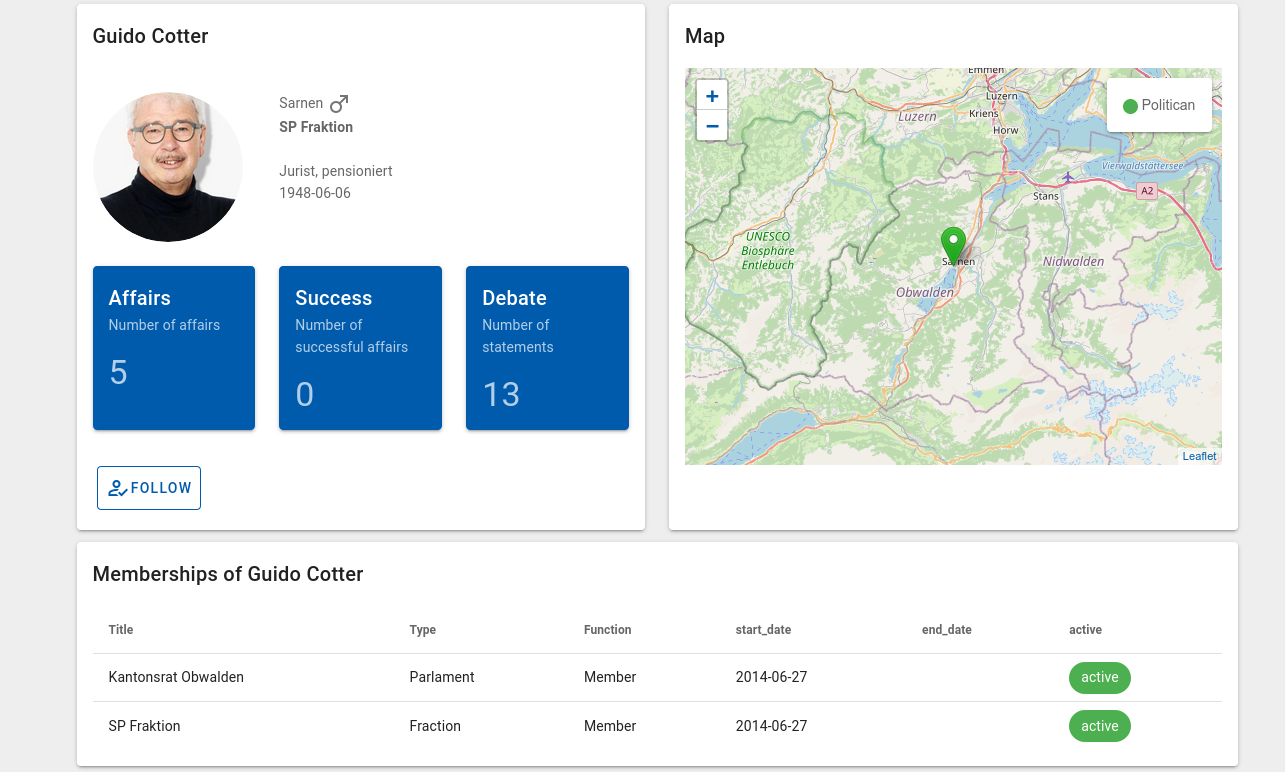 Guido Cotter
Sarnen
SP Fraktion
Jurist, pensioniert
1948-06-06
Affairs
Number of affairs
5
Success
Number of
successful affairs
0
Debate
Number of
statements
13
FOLLOW
Map
+
−
Politican
Emmen
Luzern
Kriens
Luzern
Horw
Vierwaldstättersee
A2
Stans
UNESCO
Biosphäre
Entlebuch
Sarnen
Nidwalden
Obwalden
Leaflet
Memberships of Guido Cotter
Title Type Function start_date end_date active
Kantonsrat Obwalden Parlament Member 2014-06-27 active
SP Fraktion Fraction Member 2014-06-27 active